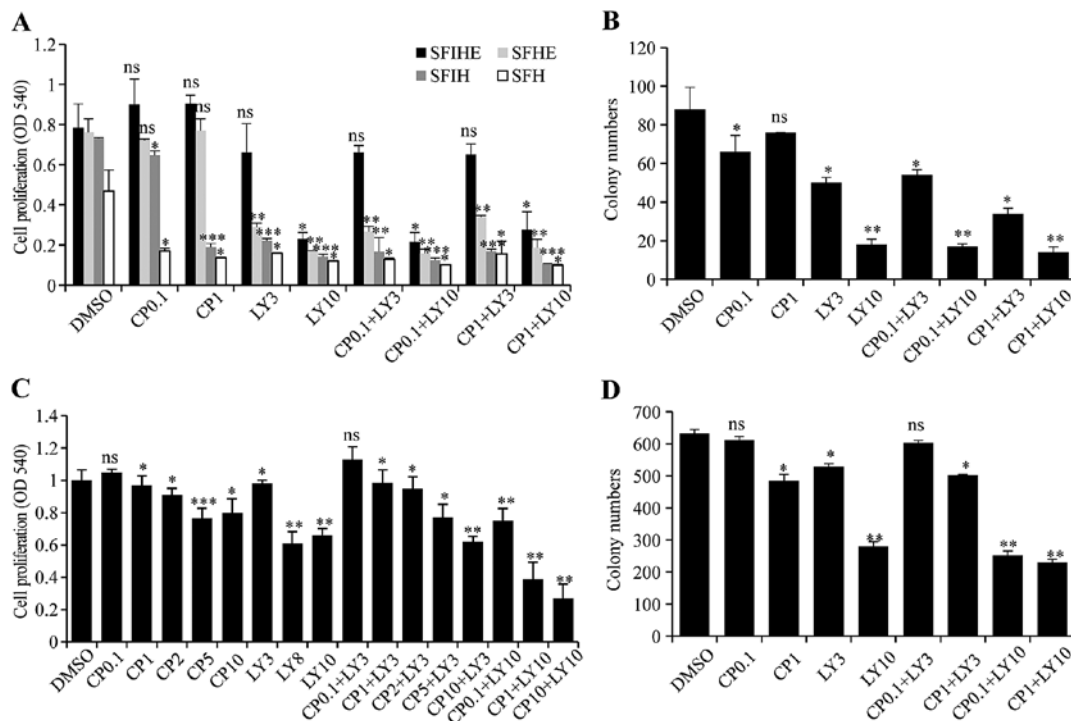 A
1.2
1
0.8
0.6
0.4
0.2
0
Cell proliferation (OD 540)
SFIHE SFHE
SFIH SFH
ns
ns
*
*
ns
ns
***
*
ns
**
**
*
*
**
**
*
ns
**
**
*
*
**
***
*
ns
**
**
*
*
**
***
*
DMSO
CP0.1
CP1
LY3
LY10
CP0.1+LY3
CP0.1+LY10
CP1+LY3
CP1+LY10
B
120
100
80
60
40
20
0
Colony numbers
* ns * ** * ** * **
DMSO
CP0.1
CP1
LY3
LY10
CP0.1+LY3
CP0.1+LY10
CP1+LY3
CP1+LY10
C
1.4
1.2
1
0.8
0.6
0.4
0.2
0
Cell proliferation (OD 540)
ns * * *** * * ** ** ns * * * ** ** ** **
DMSO
CP0.1
CP1
CP2
CP5
CP10
LY3
LY8
LY10
CP0.1+LY3
CP1+LY3
CP2+LY3
CP5+LY3
CP10+LY3
CP0.1+LY10
CP1+LY10
CP10+LY10
D
700
600
500
400
300
200
100
0
Colony numbers
ns * * ** ns * ** **
DMSO
CP0.1
CP1
LY3
LY10
CP0.1+LY3
CP1+LY3
CP0.1+LY10
CP1+LY10